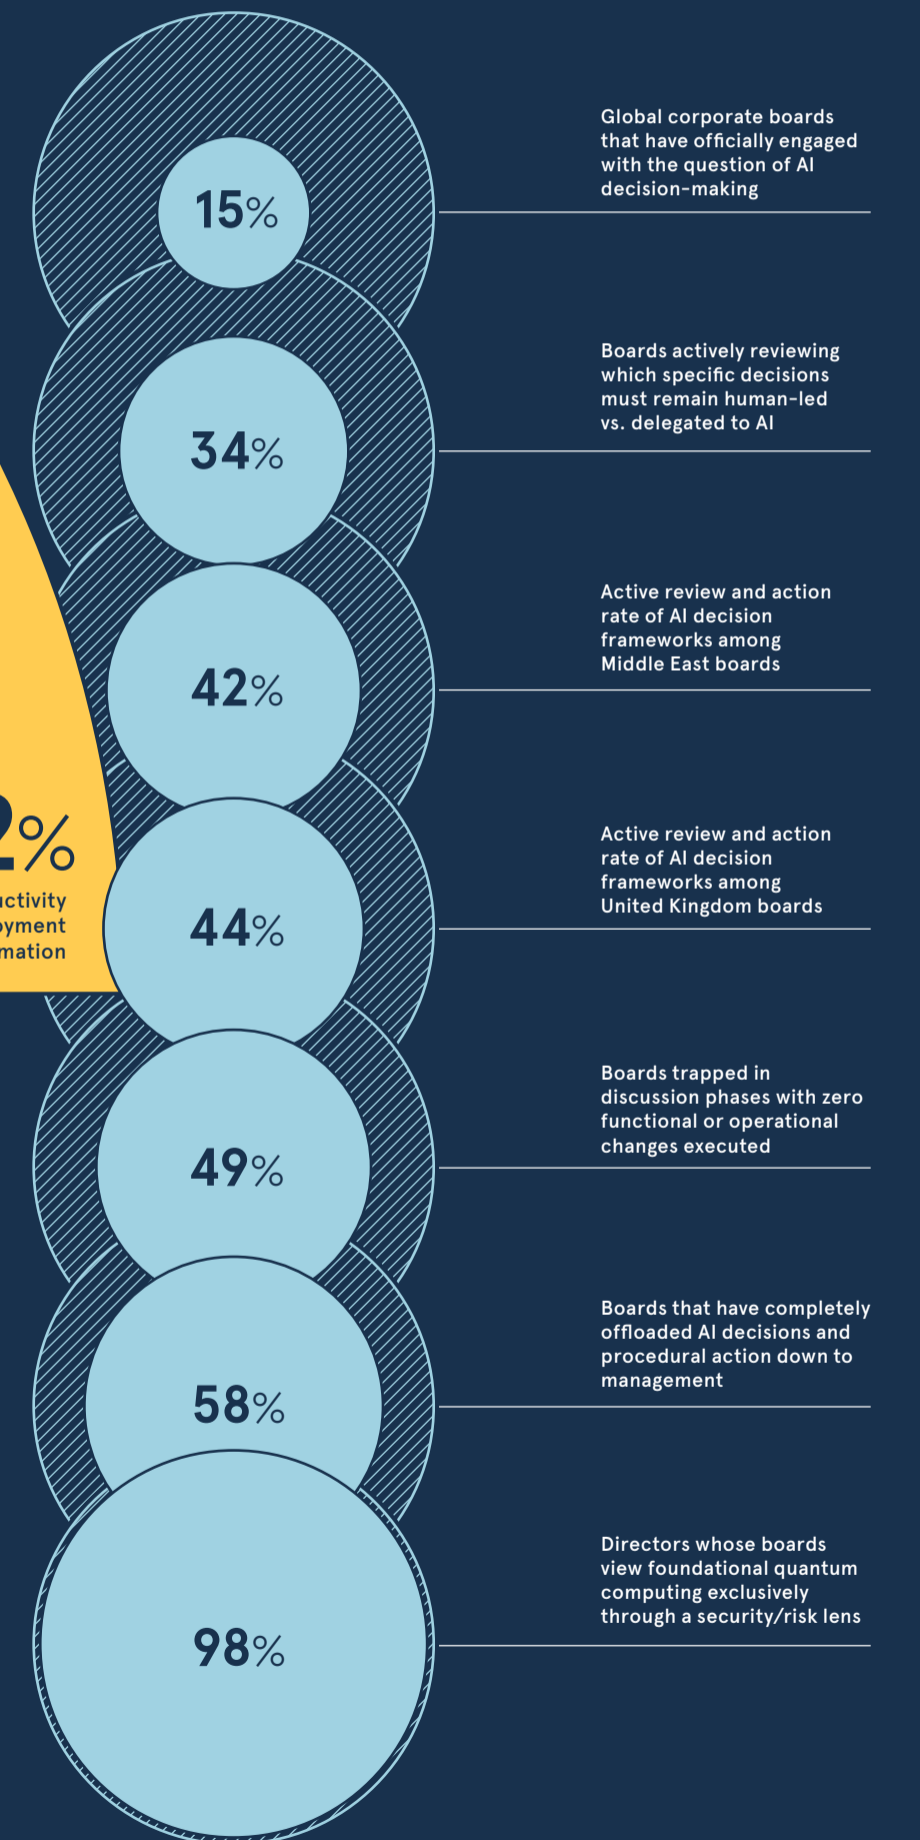 15%
Global corporate boards
that have officially engaged
with the question of AI
decision-making
34%
Boards actively reviewing
which specific decisions
must remain human-led
vs. delegated to AI
42%
Active review and action
rate of AI decision
frameworks among
Middle East boards
44%
Active review and action
rate of AI decision
frameworks among
United Kingdom boards
49%
Boards trapped in
discussion phases with zero
functional or operational
changes executed
58%
Boards that have completely
offloaded AI decisions and
procedural action down to
management
98%
Directors whose boards
view foundational quantum
computing exclusively
through a security/risk lens
%